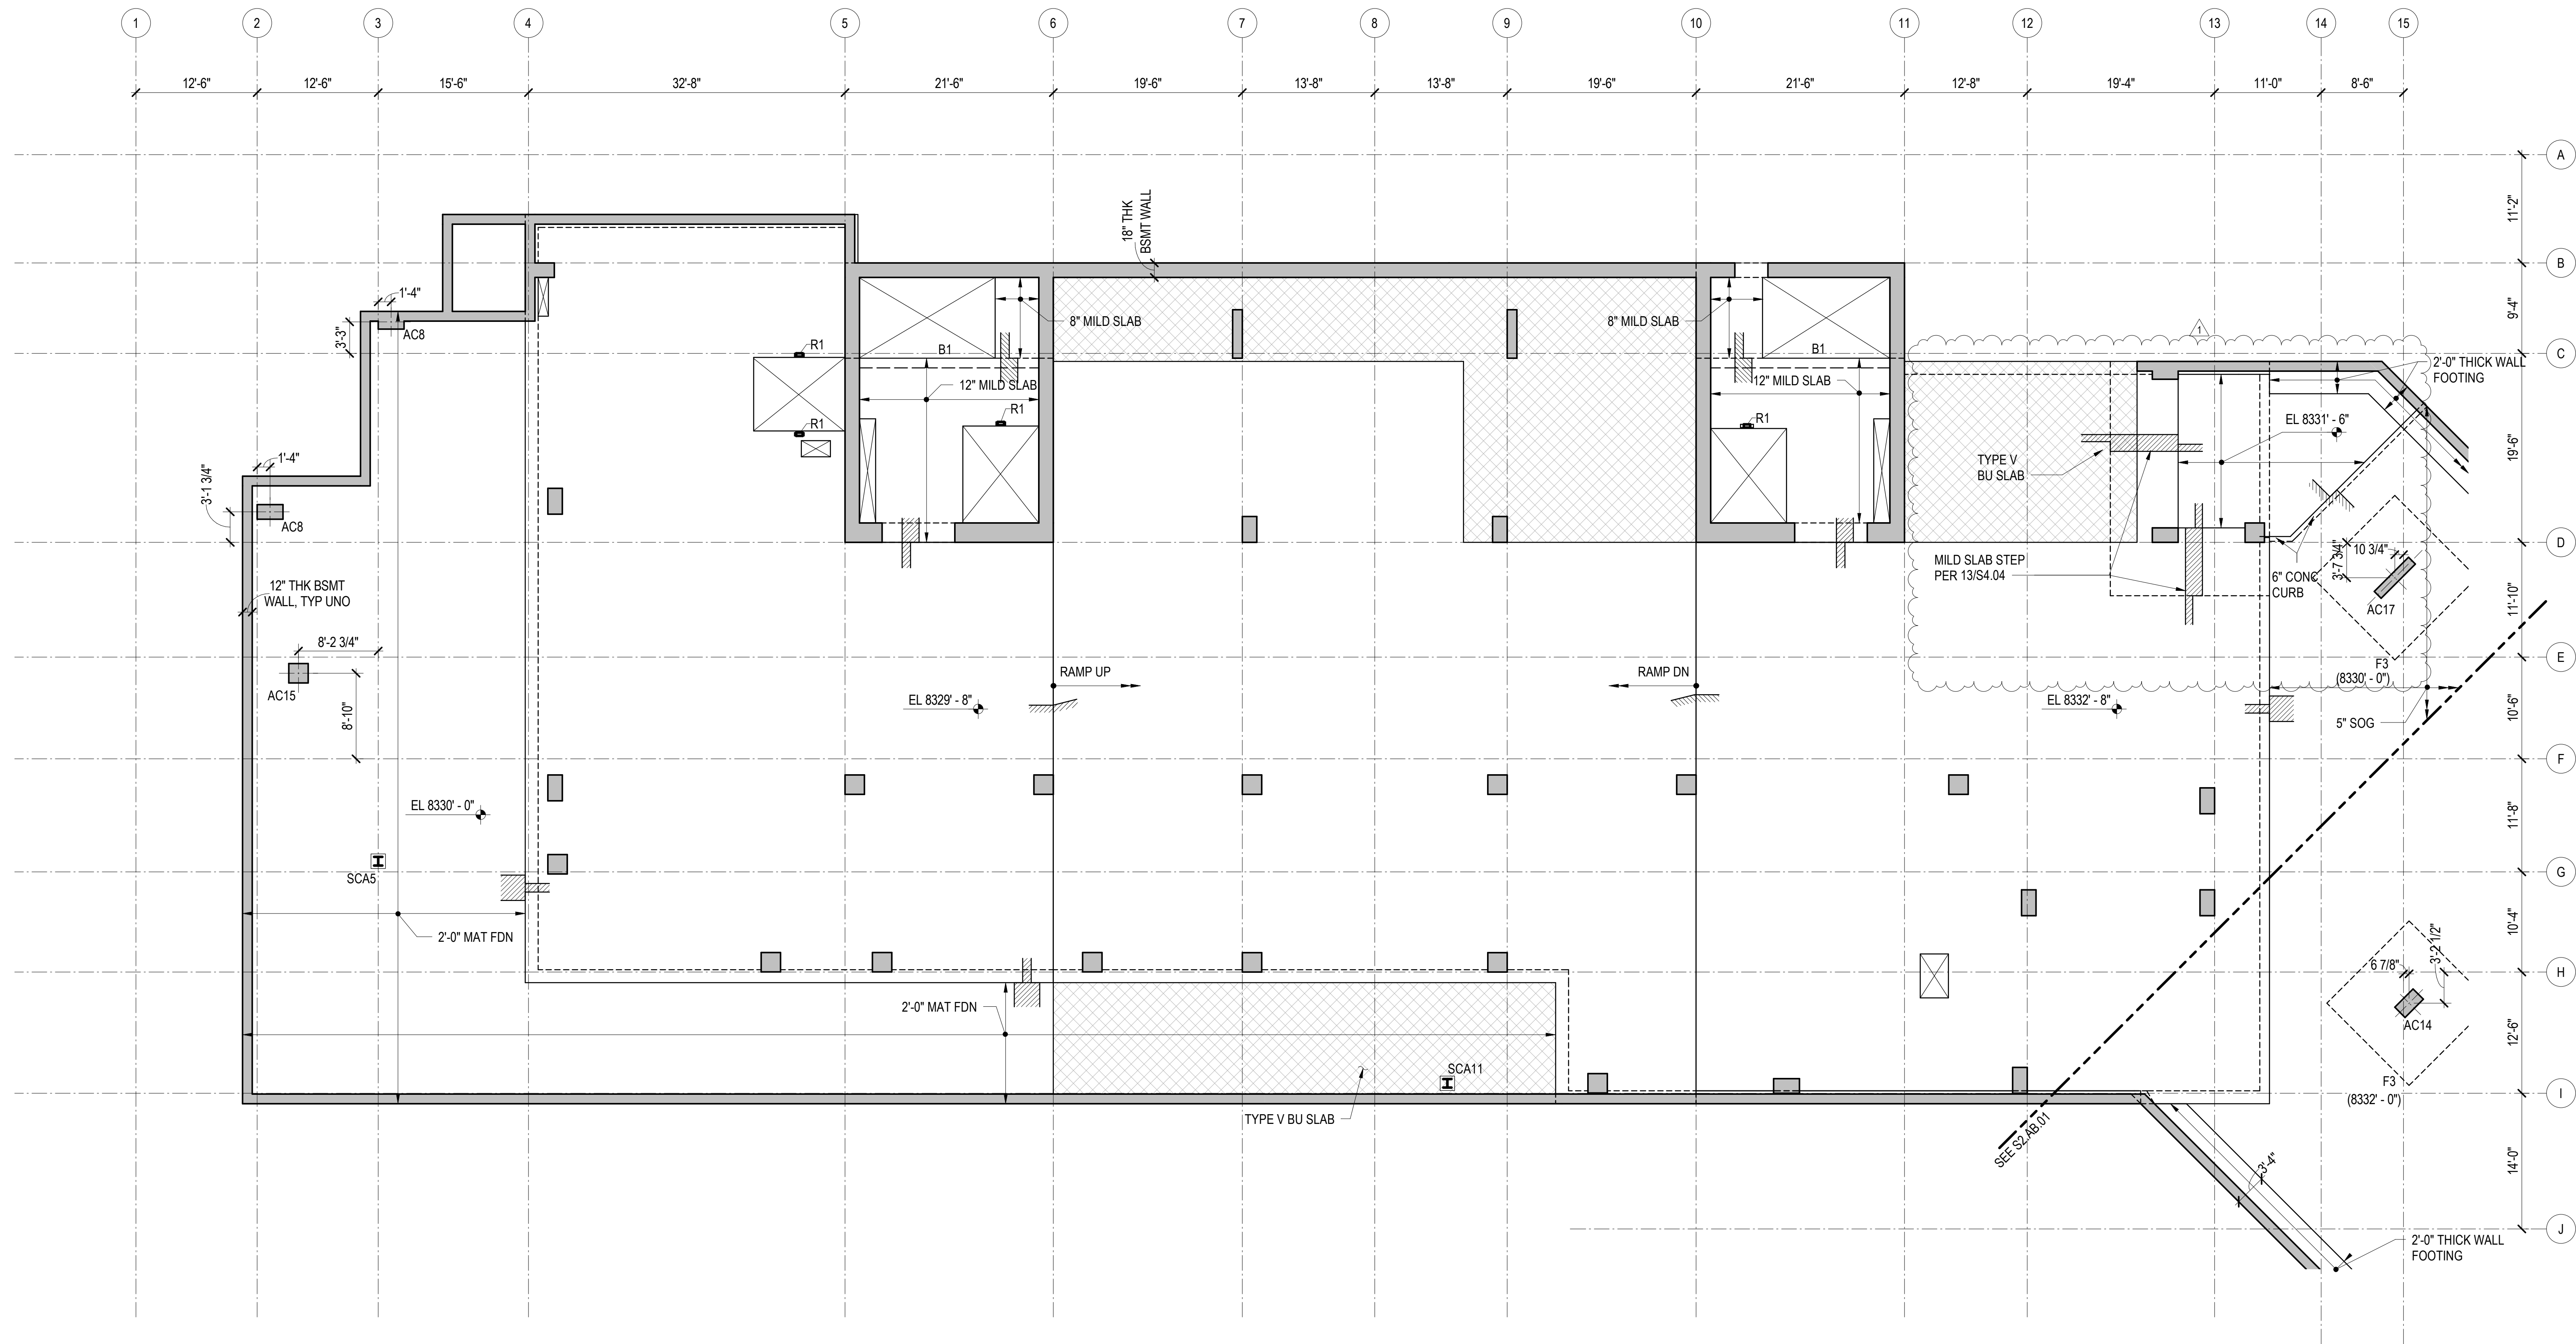 1 2 3 4 5 6 7 8 9 10 11 12 13 14 15
12'-6" 12'-6" 15'-6" 32'-8" 21'-6" 19'-6" 13'-8" 13'-8" 19'-6" 21'-6" 12'-8" 19'-4" 11'-0" 8'-6"
A
11'-2"
18" THK
BSMT WALL
B
9'-4"
1'-4"
3'-3"
AC8
8" MILD SLAB
8" MILD SLAB
1
R1
B1
B1
C
2'-0" THICK WALL
FOOTING
12" MILD SLAB
12" MILD SLAB
R1
R1
R1
EL 8331' - 6"
19'-6"
TYPE V
BU SLAB
1'-4"
3'-1 3/4"
AC8
D
MILD SLAB STEP
PER 13/S4.04
3'-7 3/4"
10 3/4"
6" CONC
CURB
AC17
12" THK BSMT
WALL, TYP UNO
11'-10"
8'-2 3/4"
E
AC15
RAMP UP
RAMP DN
F3
(8330' - 0")
EL 8329' - 8"
EL 8332' - 8"
8'-10"
10'-6"
5" SOG
F
EL 8330' - 0"
11'-8"
SCA5
G
10'-4"
2'-0" MAT FDN
3'-2 1/2"
6 7/8"
H
2'-0" MAT FDN
AC14
12'-6"
SCA11
F3
(8332' - 0")
I
TYPE V BU SLAB
SEE S2.AB.01
14'-0"
3'-4"
J
2'-0" THICK WALL
FOOTING